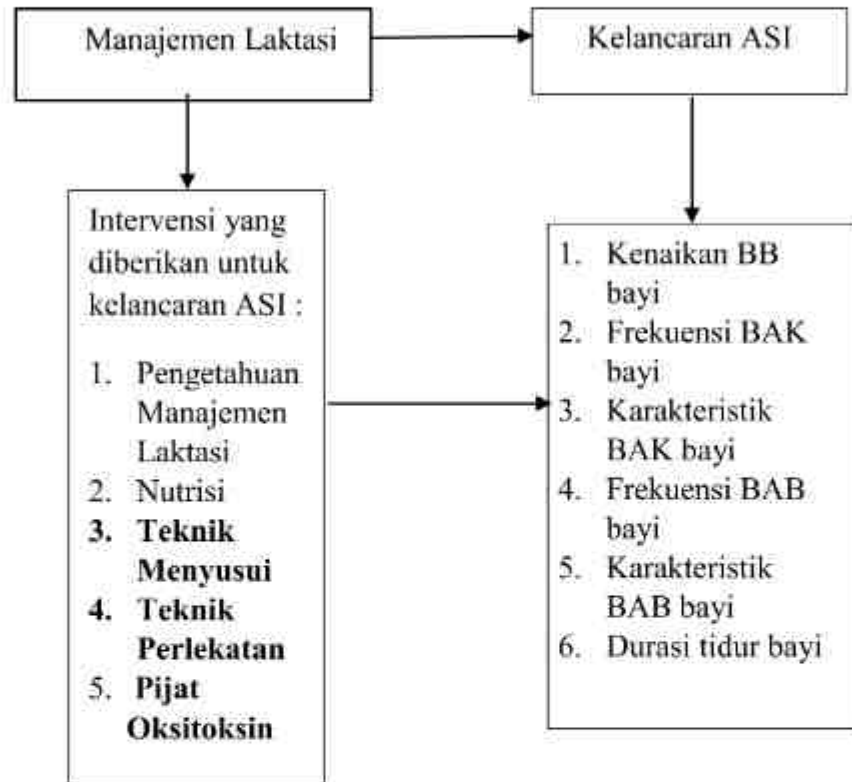 Manajemen Laktasi
Kelancaran ASI
Intervensi yang
diberikan untuk
kelancaran ASI :
1. Pengetahuan
Manajemen
Laktasi
2. Nutrisi
3. Teknik
Menyusui
4. Teknik
Perlekatan
5. Pijat
Oksitoksin
1. Kenaikan BB
bayi
2. Frekuensi BAK
bayi
3. Karakteristik
BAK bayi
4. Frekuensi BAB
bayi
5. Karakteristik
BAB bayi
6. Durasi tidur bayi